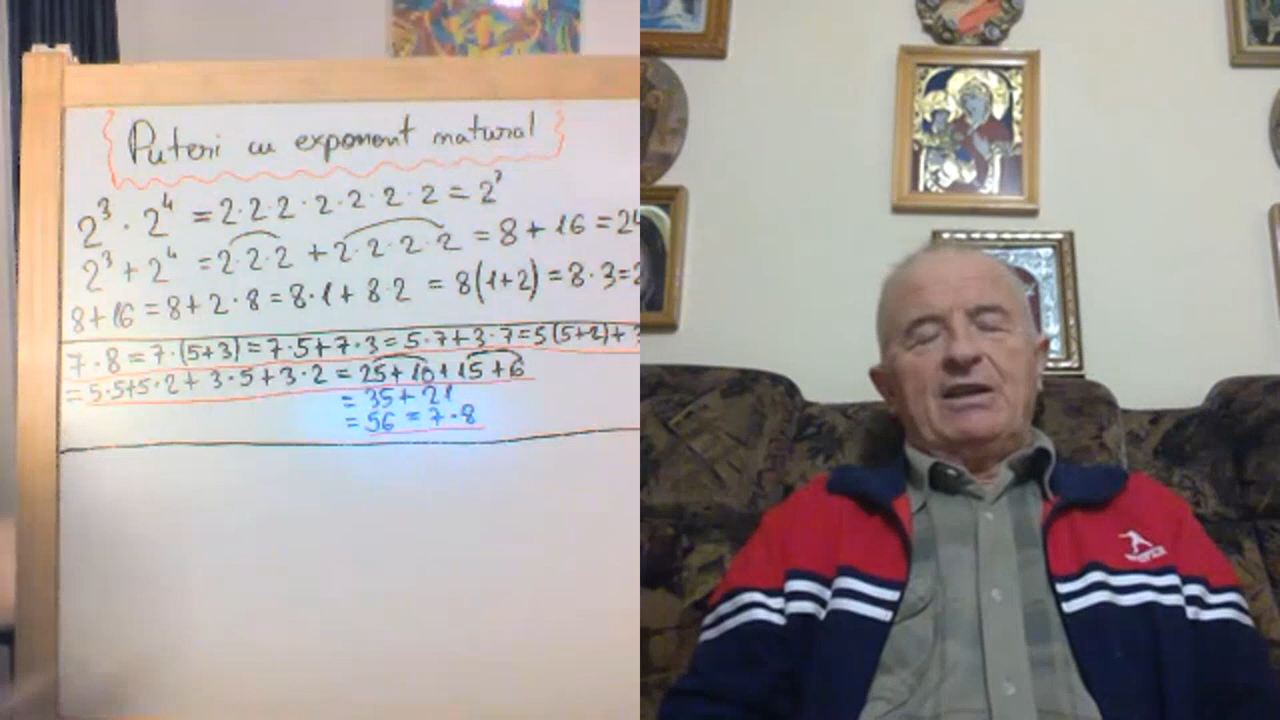 Puteri cu exponent natural
2³ · 2⁴ = 2·2·2·2·2·2·2 = 2⁷
2³ + 2⁴ = 2·2·2 + 2·2·2·2 = 8 + 16 = 24
8 + 16 = 8 + 2·8 = 8·1 + 8·2 = 8(1+2) = 8·3 = 2
7·8 = 7·(5+3) = 7·5 + 7·3 = 5·7 + 3·7 = 5(5+2) +
= 5·5+5·2 + 3·5 + 3·2 = 25 + 10 + 15 + 6
= 35 + 21
= 56 = 7·8